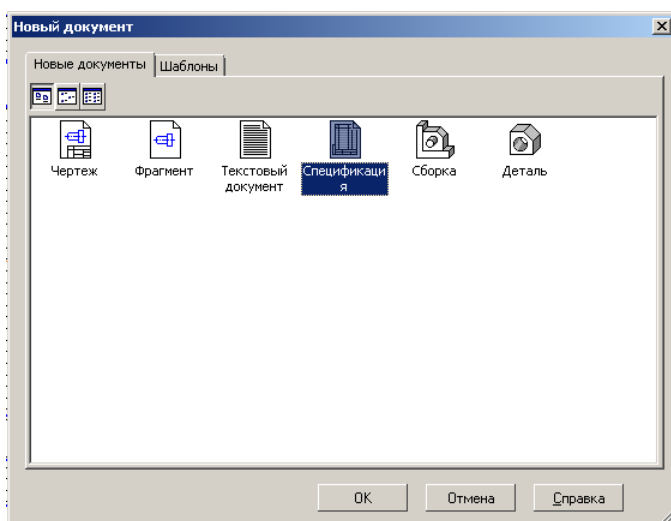 Новый документ
Новые документы
Шаблоны
Чертеж
Фрагмент
Текстовый
документ
Спецификаци
я
Сборка
Деталь
OK
Отмена
Справка